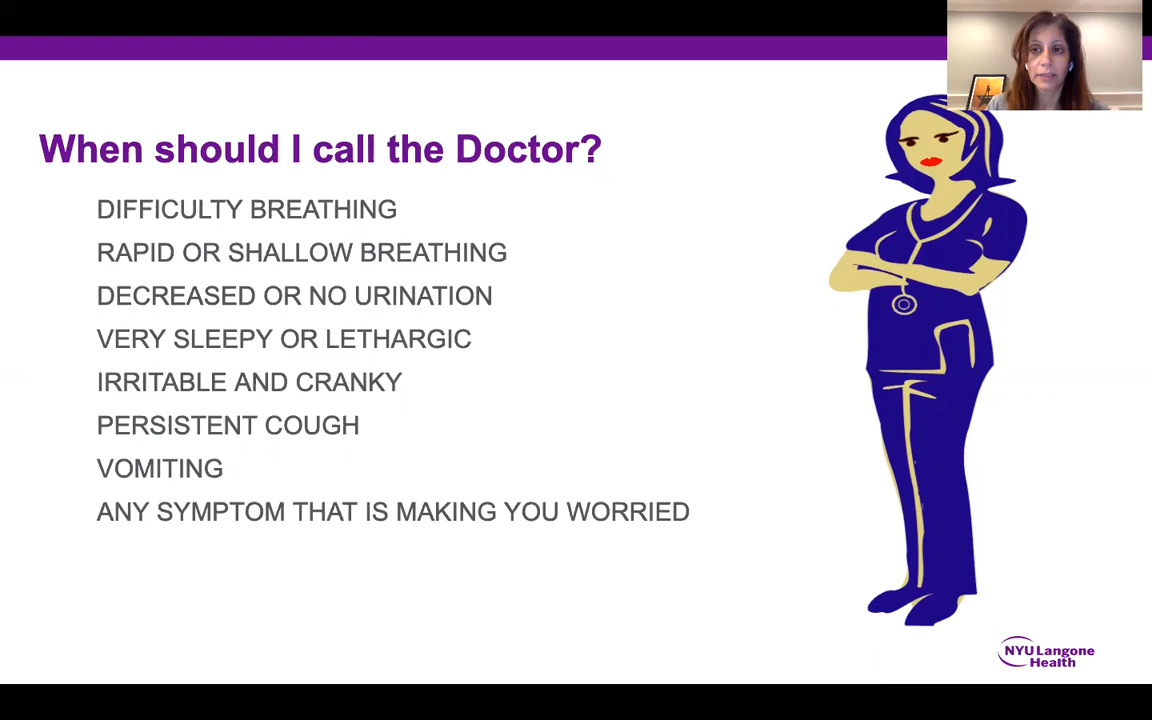 When should I call the Doctor?
DIFFICULTY BREATHING
RAPID OR SHALLOW BREATHING
DECREASED OR NO URINATION
VERY SLEEPY OR LETHARGIC
IRRITABLE AND CRANKY
PERSISTENT COUGH
VOMITING
ANY SYMPTOM THAT IS MAKING YOU WORRIED
NYU Langone
Health